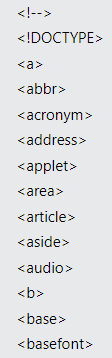 <!-->
<!DOCTYPE>
<a>
<abbr>
<acronym>
<address>
<applet>
<area>
<article>
<aside>
<audio>
<b>
<base>
<basefont>